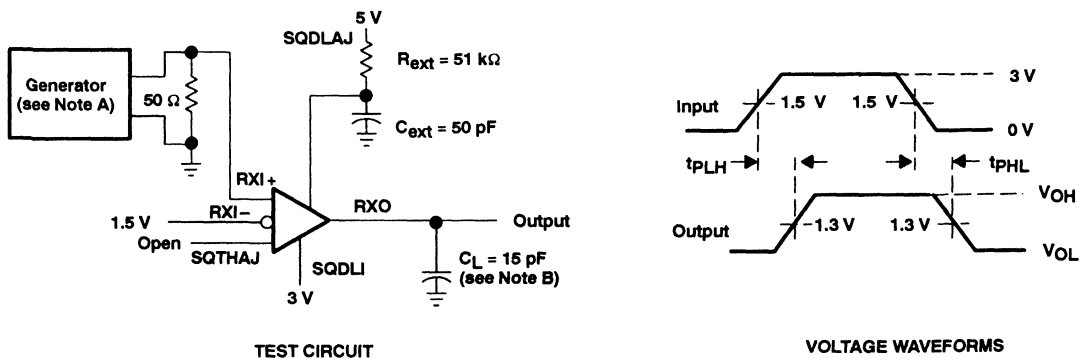 5 V
SQDLAJ
Rext = 51 kΩ
Generator
(see Note A)
50 Ω
Cext = 50 pF
RXI+
RXI−
1.5 V
RXO
Output
Open
SQTHAJ
SQDLI
3 V
CL = 15 pF
(see Note B)
TEST CIRCUIT
3 V
Input
1.5 V
1.5 V
0 V
tPLH
tPHL
VOH
Output
1.3 V
1.3 V
VOL
VOLTAGE WAVEFORMS